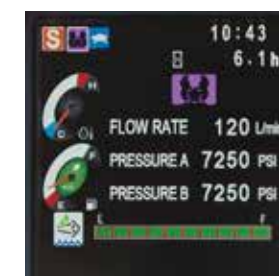 S
10:43
6.1h
H
C
FLOW RATE 120 L/min
PRESSURE A 7250 PSI
F
PRESSURE B 7250 PSI
E
E F